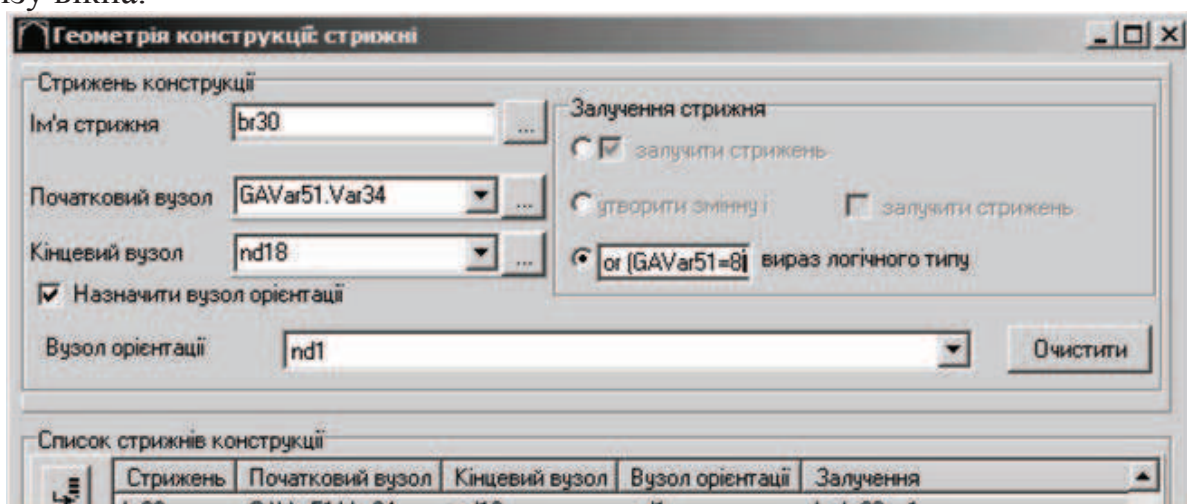 зу вікна.
Геометрія конструкції: стрижні
Стрижень конструкції
Ім'я стрижня br30 ...
Залучення стрижня
залучити стрижень
Початковий вузол GAVar51.Var34 ...
утворити змінну і залучити стрижень
Кінцевий вузол nd18 ...
or (GAVar51=8) вираз логічного типу
Назначити вузол орієнтації
Вузол орієнтації nd1 Очистити
Список стрижнів конструкції
Стрижень Початковий вузол Кінцевий вузол Вузол орієнтації Залучення